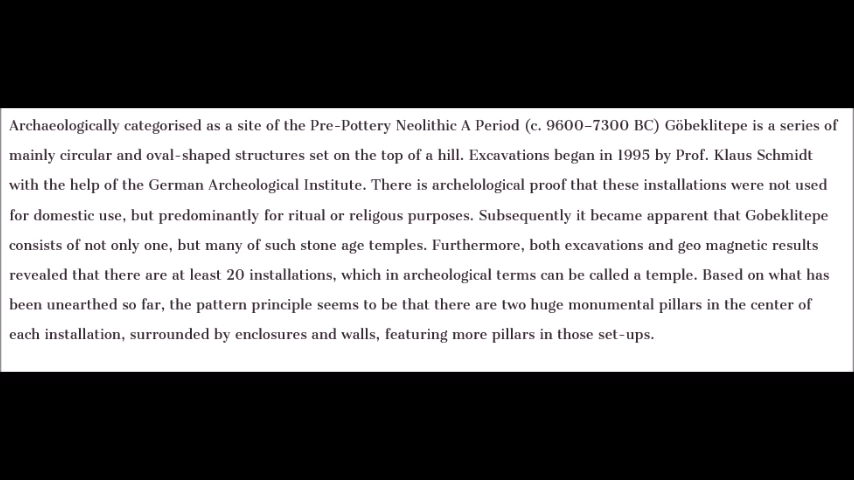 Archaeologically categorised as a site of the Pre-Pottery Neolithic A Period (c. 9600–7300 BC) Göbeklitepe is a series of
mainly circular and oval-shaped structures set on the top of a hill. Excavations began in 1995 by Prof. Klaus Schmidt
with the help of the German Archeological Institute. There is archelological proof that these installations were not used
for domestic use, but predominantly for ritual or religous purposes. Subsequently it became apparent that Gobeklitepe
consists of not only one, but many of such stone age temples. Furthermore, both excavations and geo magnetic results
revealed that there are at least 20 installations, which in archeological terms can be called a temple. Based on what has
been unearthed so far, the pattern principle seems to be that there are two huge monumental pillars in the center of
each installation, surrounded by enclosures and walls, featuring more pillars in those set-ups.